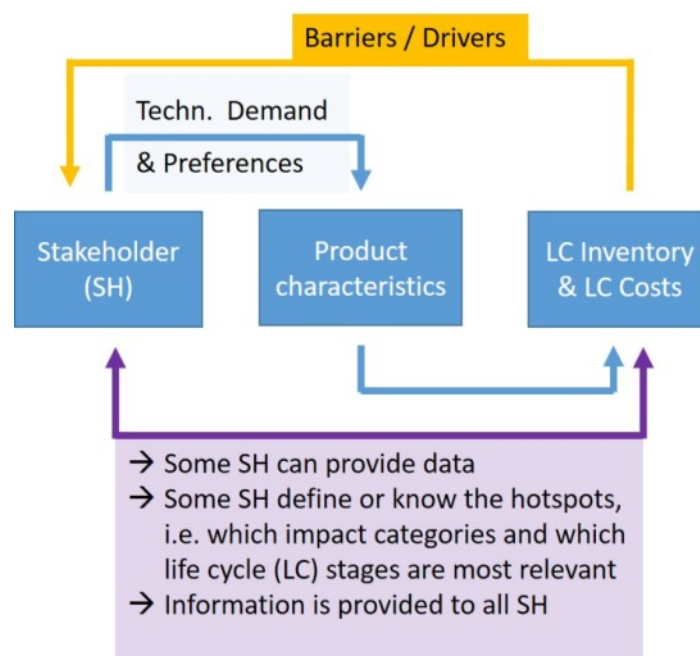 Barriers / Drivers
Techn. Demand
& Preferences
Stakeholder
(SH)
Product
characteristics
LC Inventory
& LC Costs
→ Some SH can provide data
→ Some SH define or know the hotspots,
i.e. which impact categories and which
life cycle (LC) stages are most relevant
→ Information is provided to all SH